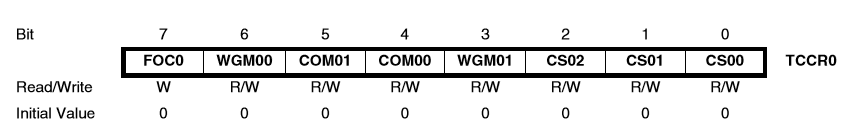 Bit 7 6 5 4 3 2 1 0
FOC0 WGM00 COM01 COM00 WGM01 CS02 CS01 CS00 TCCR0
Read/Write W R/W R/W R/W R/W R/W R/W R/W
Initial Value 0 0 0 0 0 0 0 0